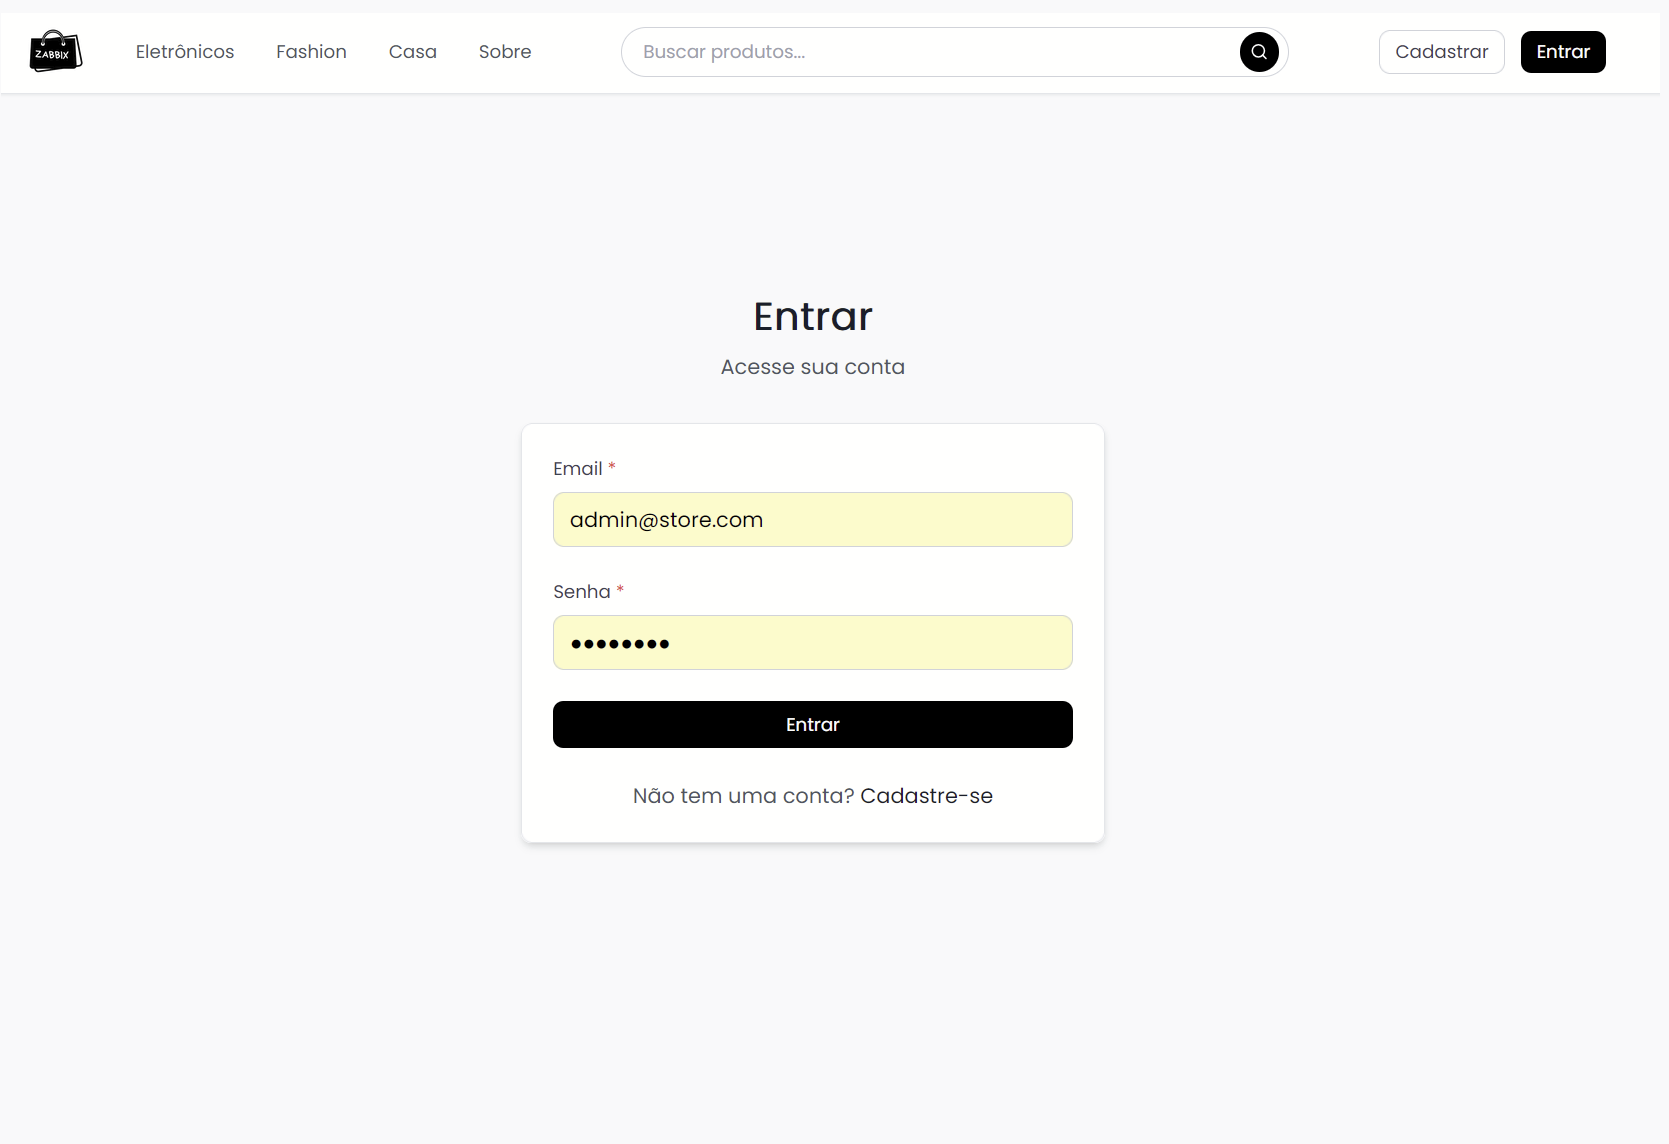 ZABBIX
Eletrônicos Fashion Casa Sobre Buscar produtos... Cadastrar Entrar
Entrar
Acesse sua conta
Email *
admin@store.com
Senha *
••••••••
Entrar
Não tem uma conta? Cadastre-se